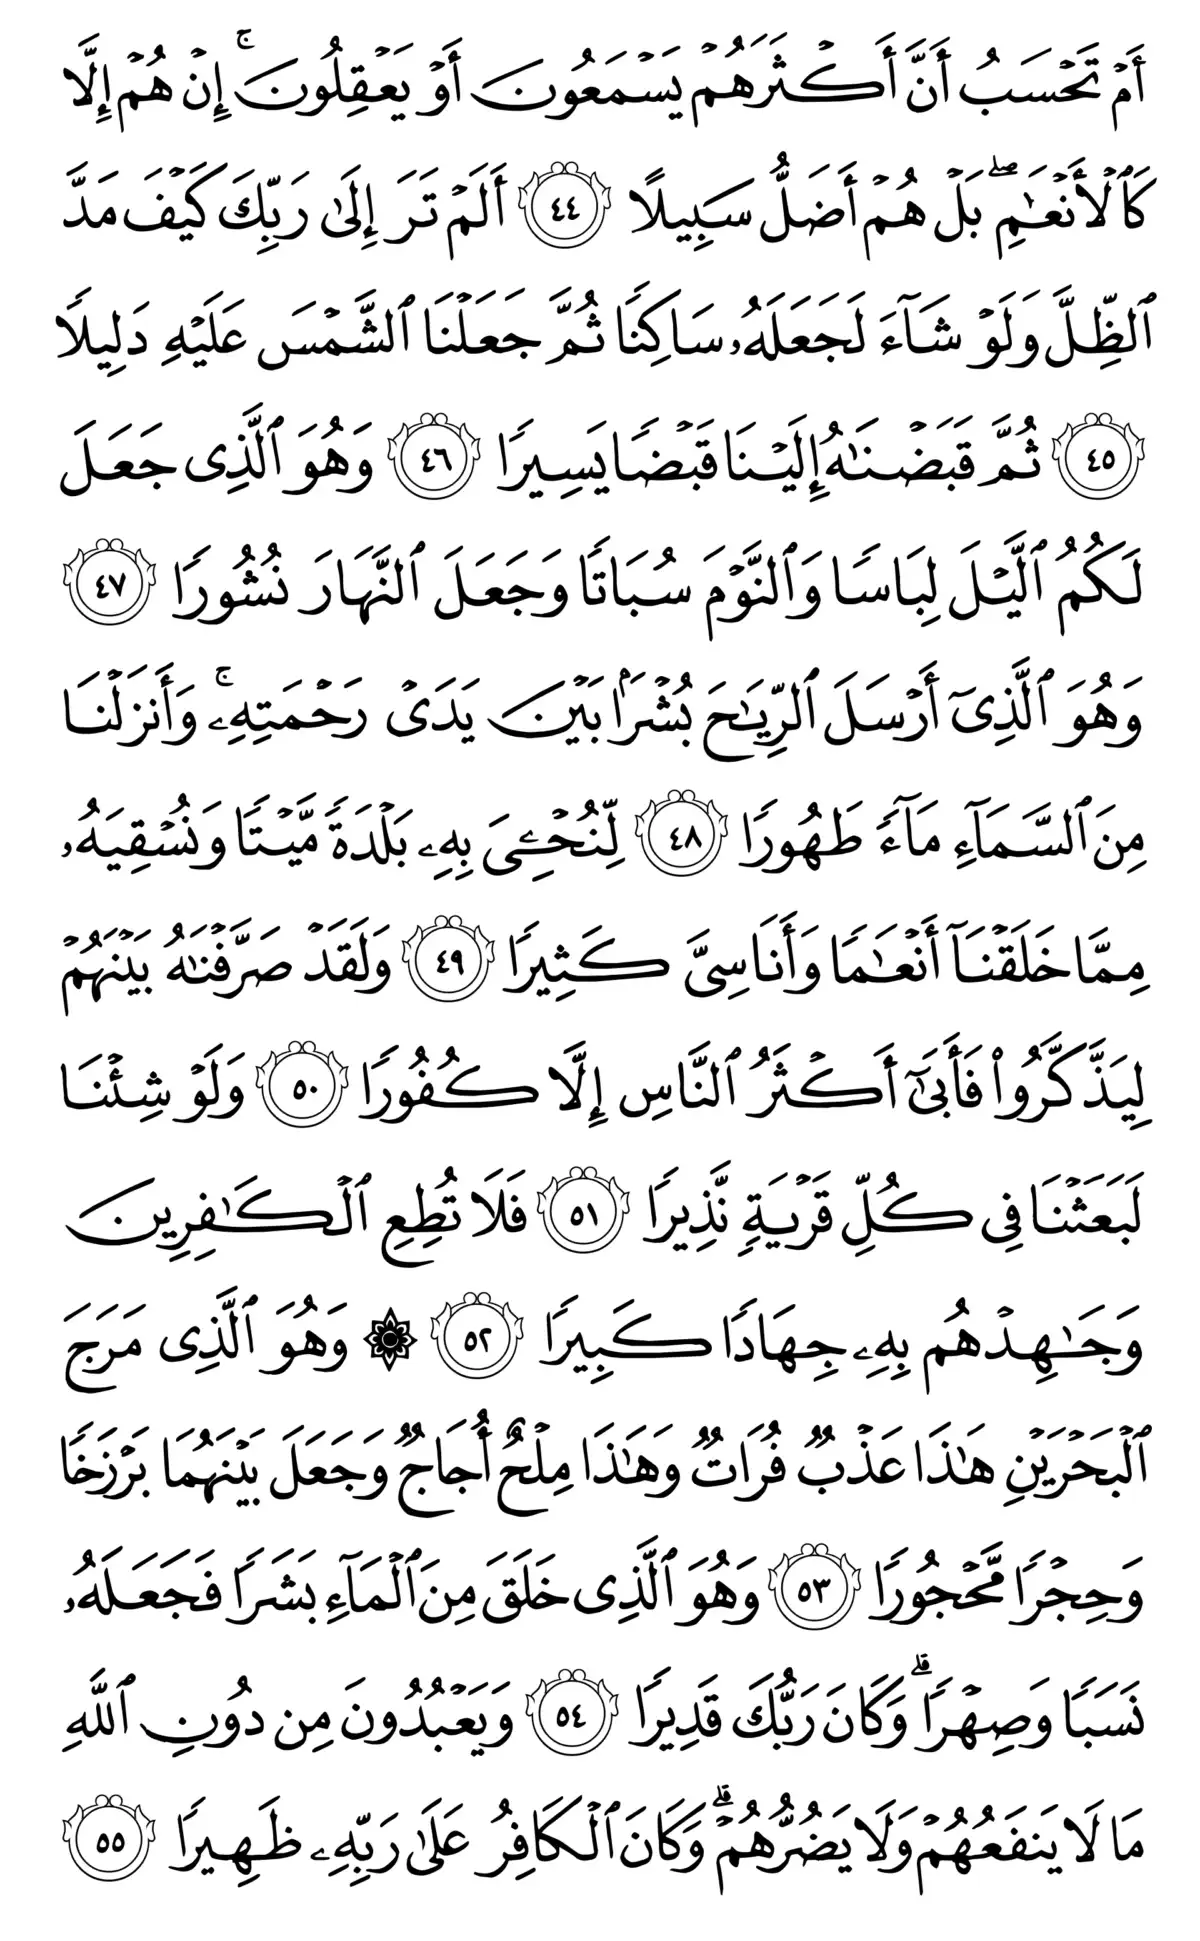 أَمۡ تَحۡسَبُ أَنَّ أَكۡثَرَهُمۡ يَسۡمَعُونَ أَوۡ يَعۡقِلُونَۚ إِنۡ هُمۡ إِلَّا
كَٱلۡأَنۡعَٰمِۖ بَلۡ هُمۡ أَضَلُّ سَبِيلًا ٤٤ أَلَمۡ تَرَ إِلَىٰ رَبِّكَ كَيۡفَ مَدَّ
ٱلظِّلَّ وَلَوۡ شَآءَ لَجَعَلَهُۥ سَاكِنٗا ثُمَّ جَعَلۡنَا ٱلشَّمۡسَ عَلَيۡهِ دَلِيلٗا
٤٥ ثُمَّ قَبَضۡنَٰهُ إِلَيۡنَا قَبۡضٗا يَسِيرٗا ٤٦ وَهُوَ ٱلَّذِي جَعَلَ
لَكُمُ ٱلَّيۡلَ لِبَاسٗا وَٱلنَّوۡمَ سُبَاتٗا وَجَعَلَ ٱلنَّهَارَ نُشُورٗا ٤٧
وَهُوَ ٱلَّذِيٓ أَرۡسَلَ ٱلرِّيَٰحَ بُشۡرَۢا بَيۡنَ يَدَيۡ رَحۡمَتِهِۦۚ وَأَنزَلۡنَا
مِنَ ٱلسَّمَآءِ مَآءٗ طَهُورٗا ٤٨ لِّنُحۡـِۧيَ بِهِۦ بَلۡدَةٗ مَّيۡتٗا وَنُسۡقِيَهُۥ
مِمَّا خَلَقۡنَآ أَنۡعَٰمٗا وَأَنَاسِيَّ كَثِيرٗا ٤٩ وَلَقَدۡ صَرَّفۡنَٰهُ بَيۡنَهُمۡ
لِيَذَّكَّرُواْ فَأَبَىٰٓ أَكۡثَرُ ٱلنَّاسِ إِلَّا كُفُورٗا ٥٠ وَلَوۡ شِئۡنَا
لَبَعَثۡنَا فِي كُلِّ قَرۡيَةٖ نَّذِيرٗا ٥١ فَلَا تُطِعِ ٱلۡكَٰفِرِينَ
وَجَٰهِدۡهُم بِهِۦ جِهَادٗا كَبِيرٗا ٥٢ ۞ وَهُوَ ٱلَّذِي مَرَجَ
ٱلۡبَحۡرَيۡنِ هَٰذَا عَذۡبٞ فُرَاتٞ وَهَٰذَا مِلۡحٌ أُجَاجٞ وَجَعَلَ بَيۡنَهُمَا بَرۡزَخٗا
وَحِجۡرٗا مَّحۡجُورٗا ٥٣ وَهُوَ ٱلَّذِي خَلَقَ مِنَ ٱلۡمَآءِ بَشَرٗا فَجَعَلَهُۥ
نَسَبٗا وَصِهۡرٗاۗ وَكَانَ رَبُّكَ قَدِيرٗا ٥٤ وَيَعۡبُدُونَ مِن دُونِ ٱللَّهِ
مَا لَا يَنفَعُهُمۡ وَلَا يَضُرُّهُمۡۗ وَكَانَ ٱلۡكَافِرُ عَلَىٰ رَبِّهِۦ ظَهِيرٗا ٥٥